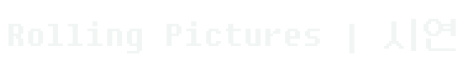 Rolling Pictures | 시연